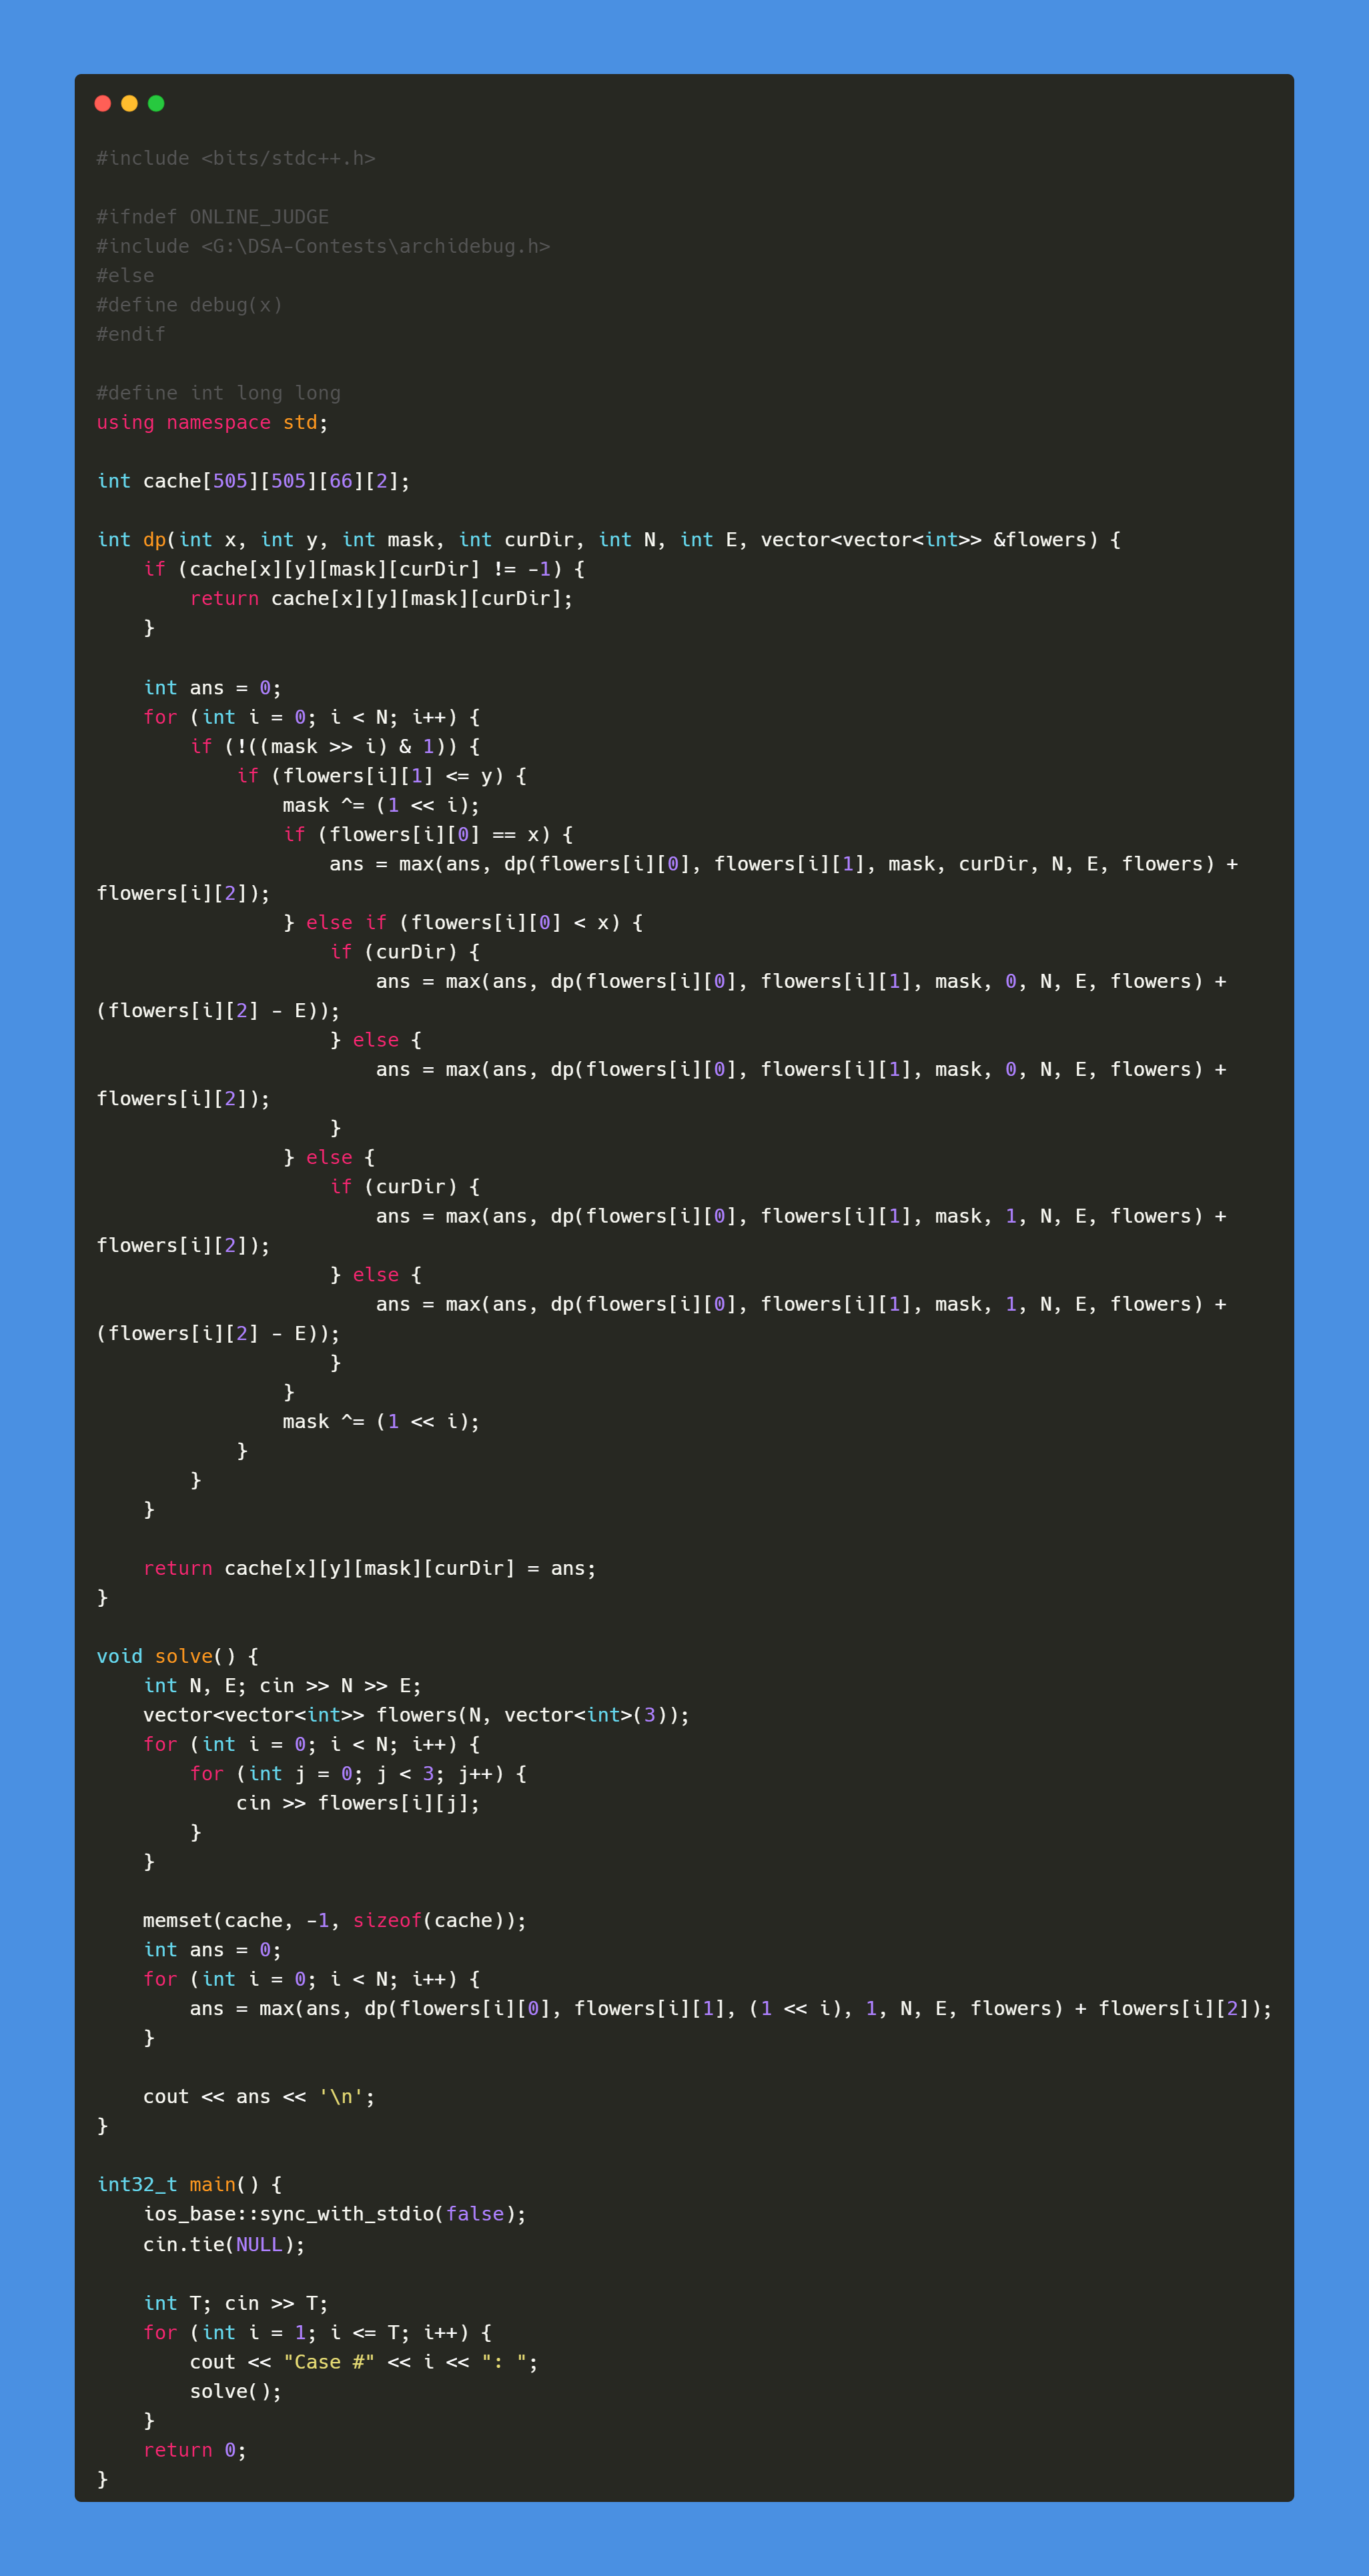 #include <bits/stdc++.h>

#ifndef ONLINE_JUDGE
#include <G:\DSA-Contests\archidebug.h>
#else
#define debug(x)
#endif

#define int long long
using namespace std;

int cache[505][505][66][2];

int dp(int x, int y, int mask, int curDir, int N, int E, vector<vector<int>> &flowers) {
    if (cache[x][y][mask][curDir] != -1) {
        return cache[x][y][mask][curDir];
    }

    int ans = 0;
    for (int i = 0; i < N; i++) {
        if (!((mask >> i) & 1)) {
            if (flowers[i][1] <= y) {
                mask ^= (1 << i);
                if (flowers[i][0] == x) {
                    ans = max(ans, dp(flowers[i][0], flowers[i][1], mask, curDir, N, E, flowers) +
flowers[i][2]);
                } else if (flowers[i][0] < x) {
                    if (curDir) {
                        ans = max(ans, dp(flowers[i][0], flowers[i][1], mask, 0, N, E, flowers) +
(flowers[i][2] - E));
                    } else {
                        ans = max(ans, dp(flowers[i][0], flowers[i][1], mask, 0, N, E, flowers) +
flowers[i][2]);
                    }
                } else {
                    if (curDir) {
                        ans = max(ans, dp(flowers[i][0], flowers[i][1], mask, 1, N, E, flowers) +
flowers[i][2]);
                    } else {
                        ans = max(ans, dp(flowers[i][0], flowers[i][1], mask, 1, N, E, flowers) +
(flowers[i][2] - E));
                    }
                }
                mask ^= (1 << i);
            }
        }
    }

    return cache[x][y][mask][curDir] = ans;
}

void solve() {
    int N, E; cin >> N >> E;
    vector<vector<int>> flowers(N, vector<int>(3));
    for (int i = 0; i < N; i++) {
        for (int j = 0; j < 3; j++) {
            cin >> flowers[i][j];
        }
    }

    memset(cache, -1, sizeof(cache));
    int ans = 0;
    for (int i = 0; i < N; i++) {
        ans = max(ans, dp(flowers[i][0], flowers[i][1], (1 << i), 1, N, E, flowers) + flowers[i][2]);
    }

    cout << ans << '\n';
}

int32_t main() {
    ios_base::sync_with_stdio(false);
    cin.tie(NULL);

    int T; cin >> T;
    for (int i = 1; i <= T; i++) {
        cout << "Case #" << i << ": ";
        solve();
    }
    return 0;
}